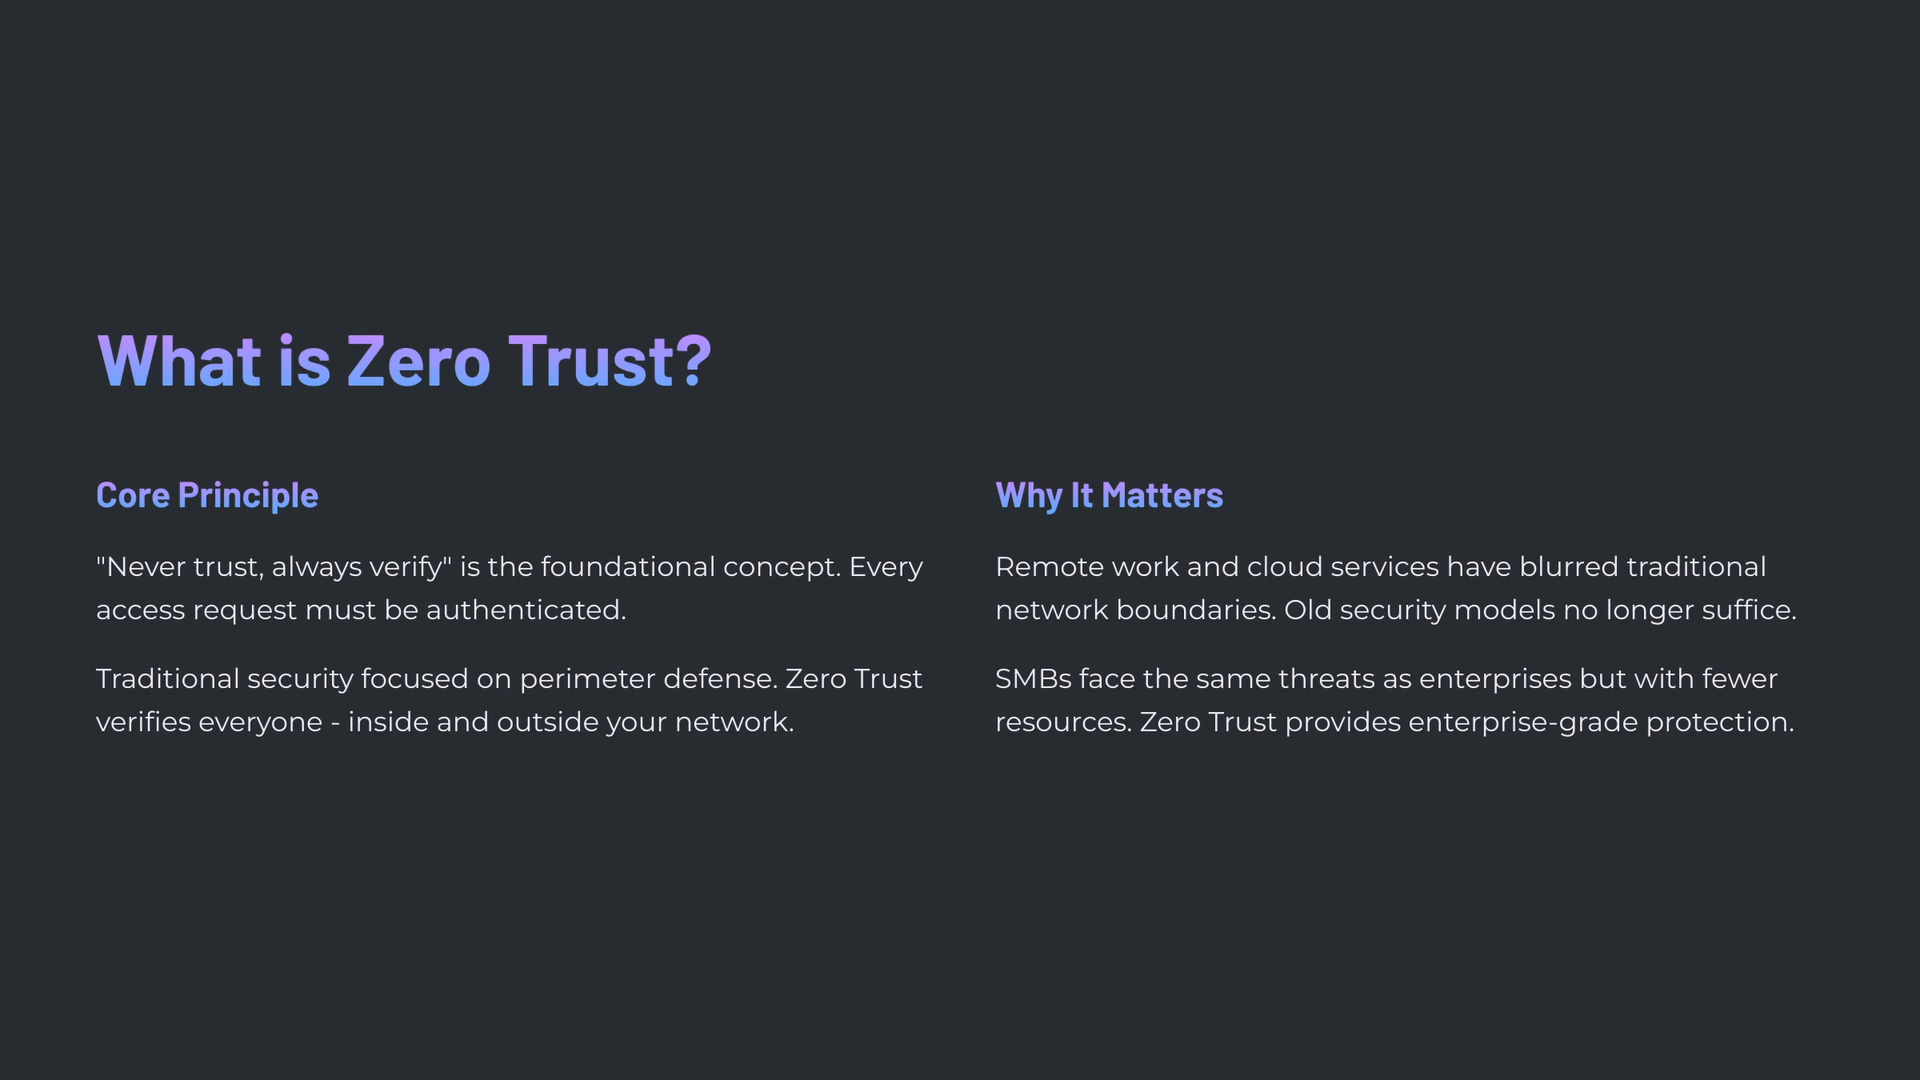 What is Zero Trust?
Core Principle
"Never trust, always verify" is the foundational concept. Every
access request must be authenticated.
Traditional security focused on perimeter defense. Zero Trust
verifies everyone - inside and outside your network.
Why It Matters
Remote work and cloud services have blurred traditional
network boundaries. Old security models no longer suffice.
SMBs face the same threats as enterprises but with fewer
resources. Zero Trust provides enterprise-grade protection.